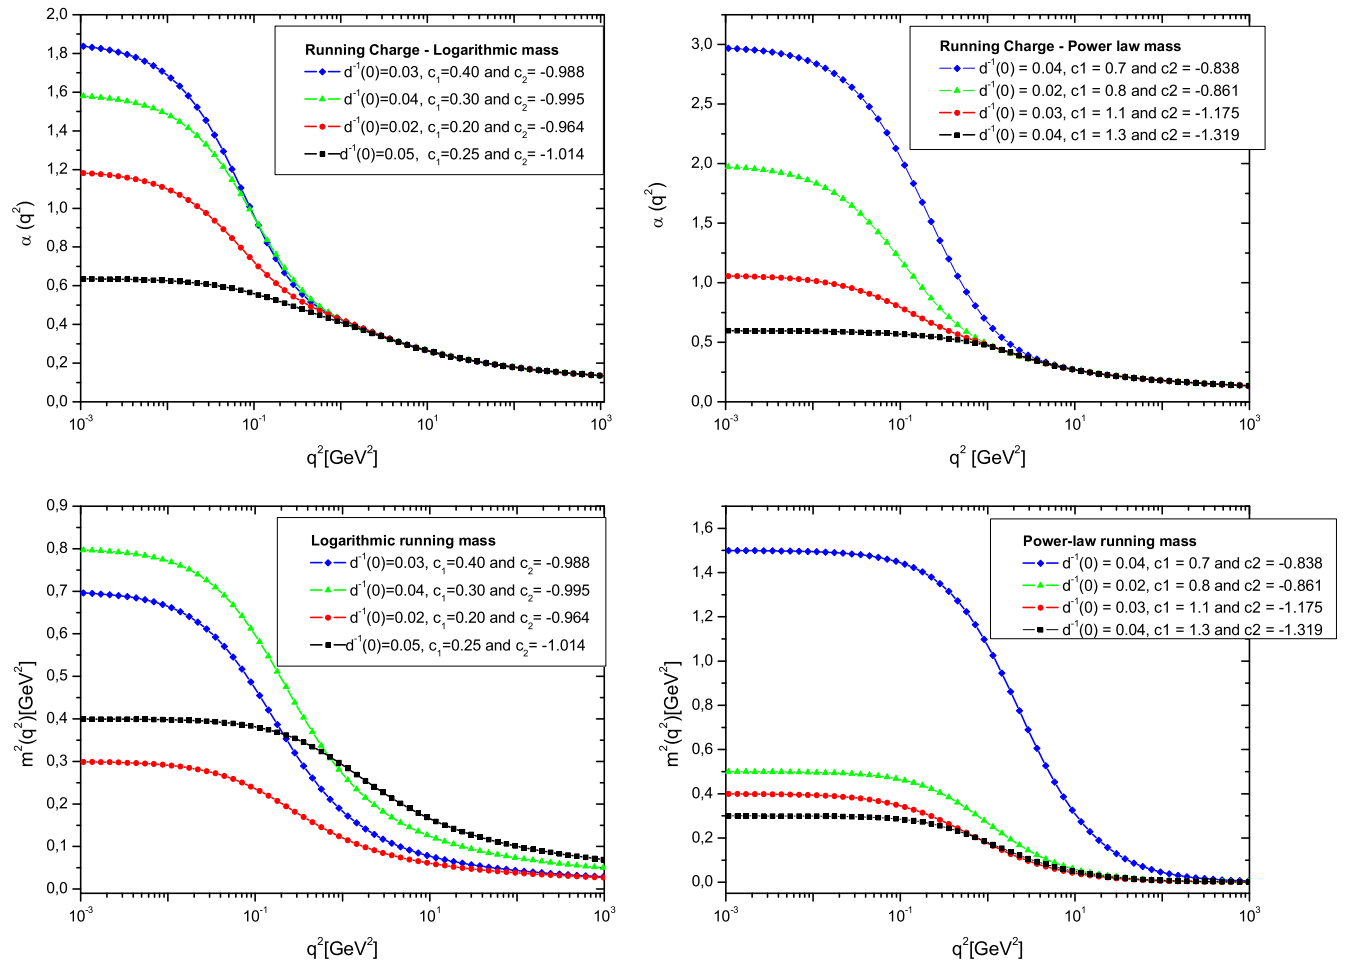 2,0
1,8
1,6
1,4
1,2
1,0
0,8
0,6
0,4
0,2
0,0
α (q²)
Running Charge - Logarithmic mass
d⁻¹(0)=0.03, c₁=0.40 and c₂= -0.988
d⁻¹(0)=0.04, c₁=0.30 and c₂= -0.995
d⁻¹(0)=0.02, c₁=0.20 and c₂= -0.964
d⁻¹(0)=0.05, c₁=0.25 and c₂= -1.014
10⁻³ 10⁻¹ 10¹ 10³
q²[GeV²]
3,0
2,5
2,0
1,5
1,0
0,5
0,0
α (q²)
Running Charge - Power law mass
d⁻¹(0) = 0.04, c1 = 0.7 and c2 = -0.838
d⁻¹(0) = 0.02, c1 = 0.8 and c2 = -0.861
d⁻¹(0) = 0.03, c1 = 1.1 and c2 = -1.175
d⁻¹(0) = 0.04, c1 = 1.3 and c2 = -1.319
10⁻³ 10⁻¹ 10¹ 10³
q² [GeV²]
0,9
0,8
0,7
0,6
0,5
0,4
0,3
0,2
0,1
0,0
m²(q²)[GeV²]
Logarithmic running mass
d⁻¹(0)=0.03, c₁=0.40 and c₂= -0.988
d⁻¹(0)=0.04, c₁=0.30 and c₂= -0.995
d⁻¹(0)=0.02, c₁=0.20 and c₂= -0.964
d⁻¹(0)=0.05, c₁=0.25 and c₂= -1.014
10⁻³ 10⁻¹ 10¹ 10³
q²[GeV²]
1,6
1,4
1,2
1,0
0,8
0,6
0,4
0,2
0,0
m²(q²)[GeV²]
Power-law running mass
d⁻¹(0) = 0.04, c1 = 0.7 and c2 = -0.838
d⁻¹(0) = 0.02, c1 = 0.8 and c2 = -0.861
d⁻¹(0) = 0.03, c1 = 1.1 and c2 = -1.175
d⁻¹(0) = 0.04, c1 = 1.3 and c2 = -1.319
10⁻³ 10⁻¹ 10¹ 10³
q²[GeV²]